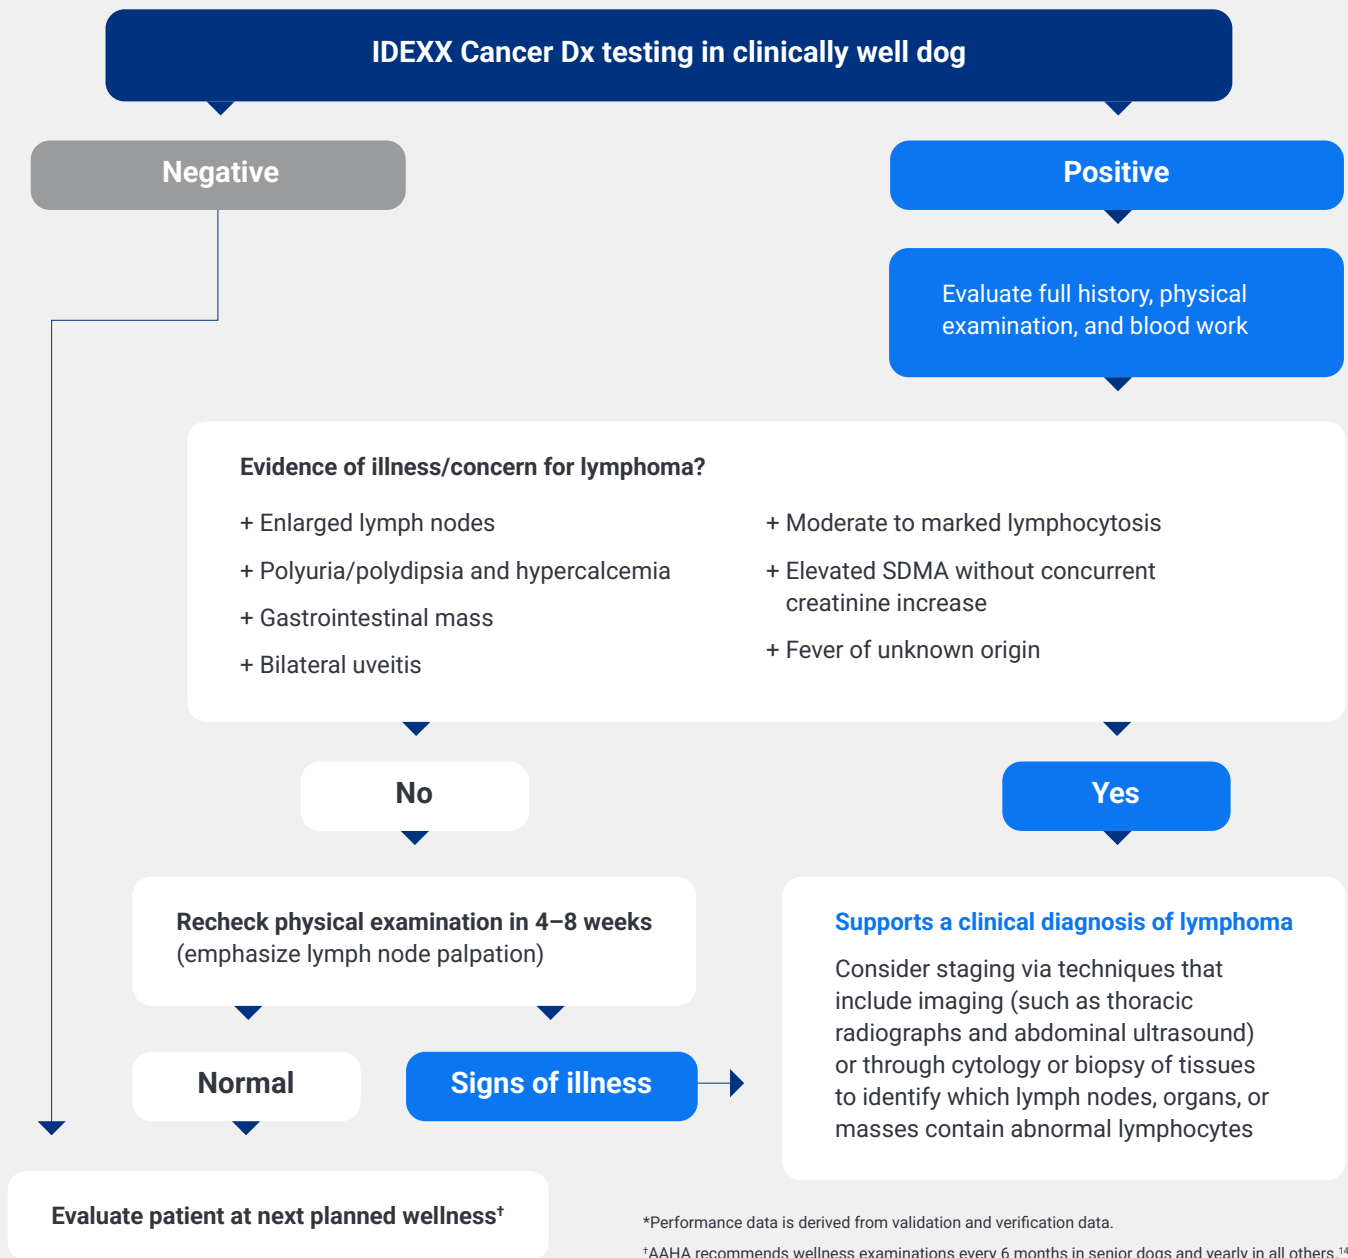 IDEXX Cancer Dx testing in clinically well dog
Negative
Positive
Evaluate full history, physical
examination, and blood work
Evidence of illness/concern for lymphoma?
+ Enlarged lymph nodes
+ Polyuria/polydipsia and hypercalcemia
+ Gastrointestinal mass
+ Bilateral uveitis
+ Moderate to marked lymphocytosis
+ Elevated SDMA without concurrent
creatinine increase
+ Fever of unknown origin
No
Yes
Recheck physical examination in 4–8 weeks
(emphasize lymph node palpation)
Supports a clinical diagnosis of lymphoma
Consider staging via techniques that
include imaging (such as thoracic
radiographs and abdominal ultrasound)
or through cytology or biopsy of tissues
to identify which lymph nodes, organs, or
masses contain abnormal lymphocytes
Normal
Signs of illness
Evaluate patient at next planned wellness†
*Performance data is derived from validation and verification data.
†AAHA recommends wellness examinations every 6 months in senior dogs and yearly in all others.¹⁴